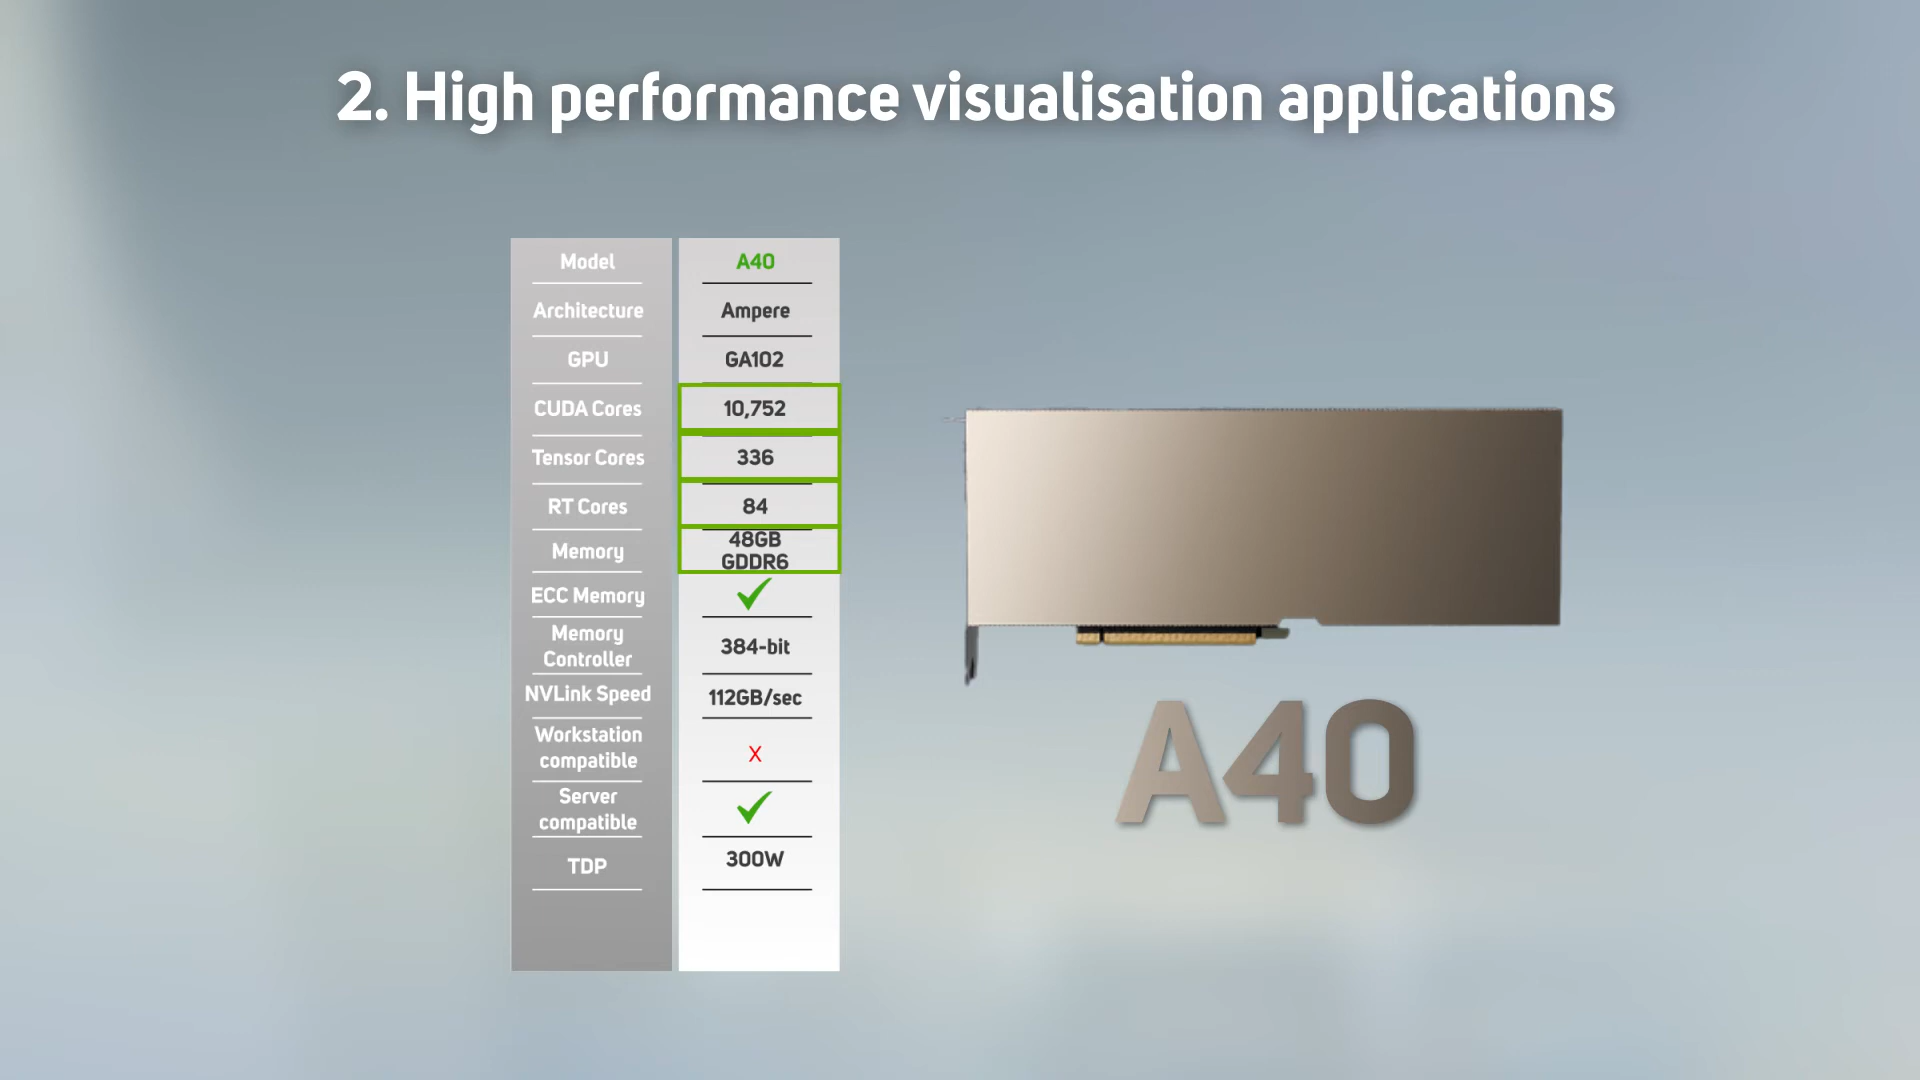 2. High performance visualisation applications
Model A40
Architecture Ampere
GPU GA102
CUDA Cores 10,752
Tensor Cores 336
RT Cores 84
Memory 48GB
GDDR6
ECC Memory ✓
Memory
Controller 384-bit
NVLink Speed 112GB/sec
Workstation
compatible X
Server
compatible ✓
TDP 300W
A40